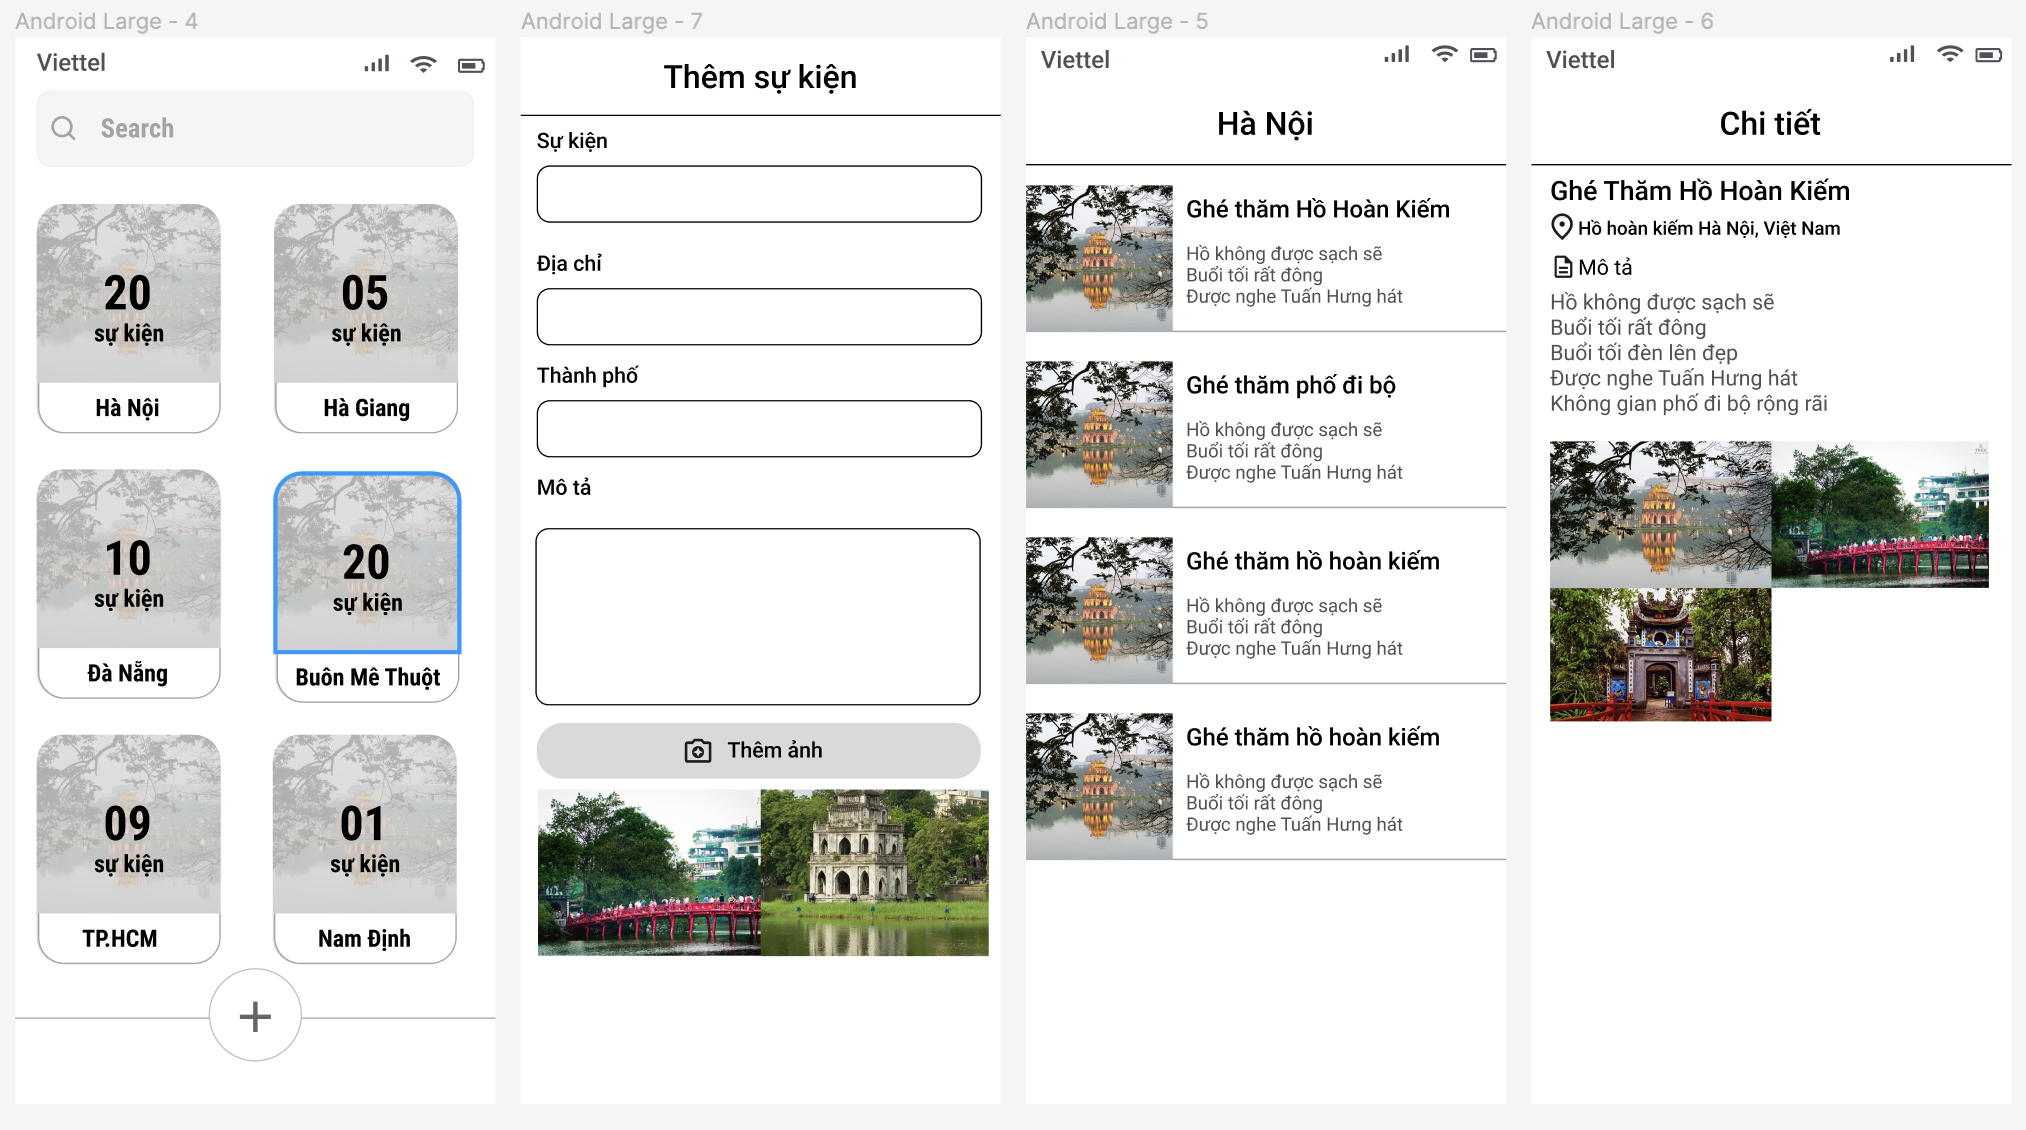 Android Large - 4
Viettel
Search
20
sự kiện
Hà Nội
05
sự kiện
Hà Giang
10
sự kiện
Đà Nẵng
20
sự kiện
Buôn Mê Thuột
09
sự kiện
TP.HCM
01
sự kiện
Nam Định
Android Large - 7
Thêm sự kiện
Sự kiện
Địa chỉ
Thành phố
Mô tả
Thêm ảnh
Android Large - 5
Viettel
Hà Nội
Ghé thăm Hồ Hoàn Kiếm
Hồ không được sạch sẽ
Buổi tối rất đông
Được nghe Tuấn Hưng hát
Ghé thăm phố đi bộ
Hồ không được sạch sẽ
Buổi tối rất đông
Được nghe Tuấn Hưng hát
Ghé thăm hồ hoàn kiếm
Hồ không được sạch sẽ
Buổi tối rất đông
Được nghe Tuấn Hưng hát
Ghé thăm hồ hoàn kiếm
Hồ không được sạch sẽ
Buổi tối rất đông
Được nghe Tuấn Hưng hát
Android Large - 6
Viettel
Chi tiết
Ghé Thăm Hồ Hoàn Kiếm
Hồ hoàn kiếm Hà Nội, Việt Nam
Mô tả
Hồ không được sạch sẽ
Buổi tối rất đông
Buổi tối đèn lên đẹp
Được nghe Tuấn Hưng hát
Không gian phố đi bộ rộng rãi